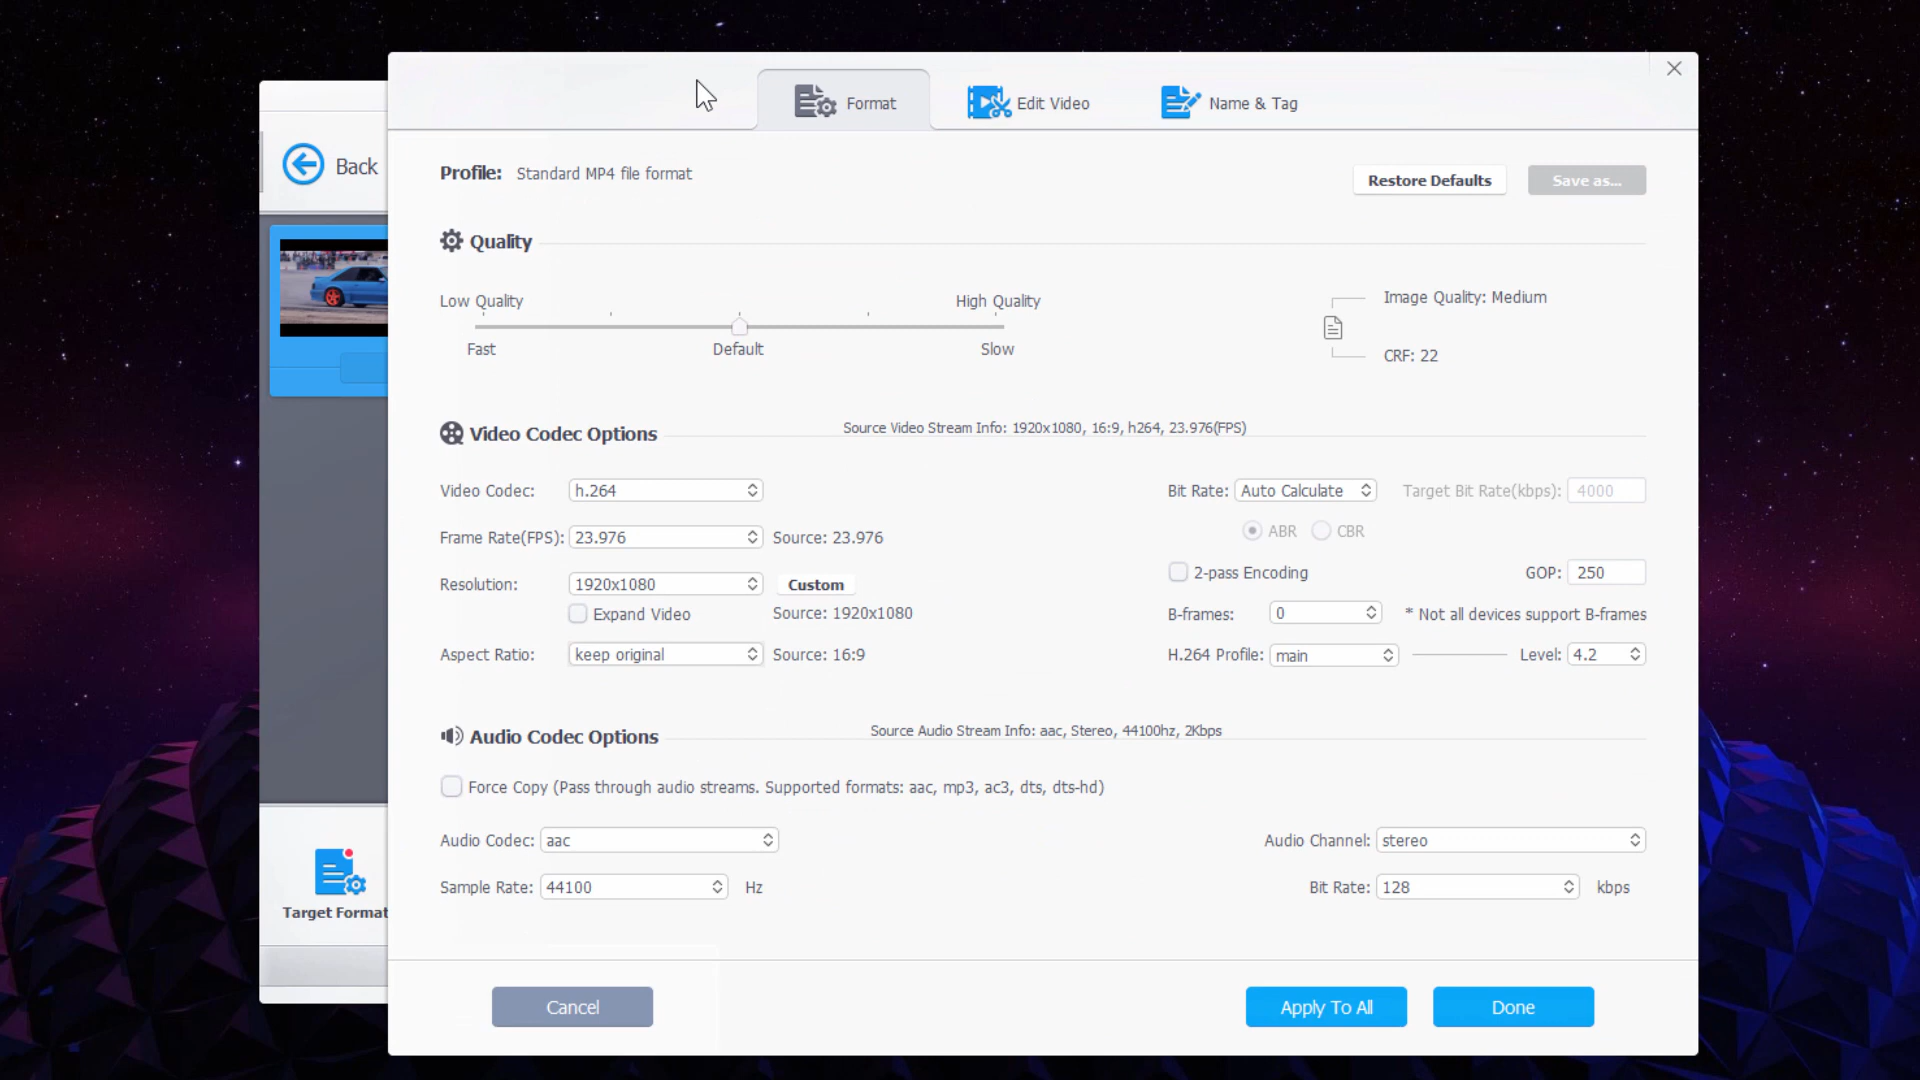 Format
Edit Video
Name & Tag
Back
Profile: Standard MP4 file format
Restore Defaults
Save as...
Quality
Low Quality
High Quality
Fast
Default
Slow
Image Quality: Medium
CRF: 22
Video Codec Options
Source Video Stream Info: 1920x1080, 16:9, h264, 23.976(FPS)
Video Codec: h.264
Bit Rate: Auto Calculate
Target Bit Rate(kbps): 4000
ABR CBR
Frame Rate(FPS): 23.976 Source: 23.976
2-pass Encoding
GOP: 250
Resolution: 1920x1080 Custom
Expand Video Source: 1920x1080
B-frames: 0 * Not all devices support B-frames
Aspect Ratio: keep original Source: 16:9
H.264 Profile: main Level: 4.2
Audio Codec Options
Source Audio Stream Info: aac, Stereo, 44100hz, 2Kbps
Force Copy (Pass through audio streams. Supported formats: aac, mp3, ac3, dts, dts-hd)
Audio Codec: aac
Audio Channel: stereo
Sample Rate: 44100 Hz
Bit Rate: 128 kbps
Target Format
Cancel
Apply To All
Done